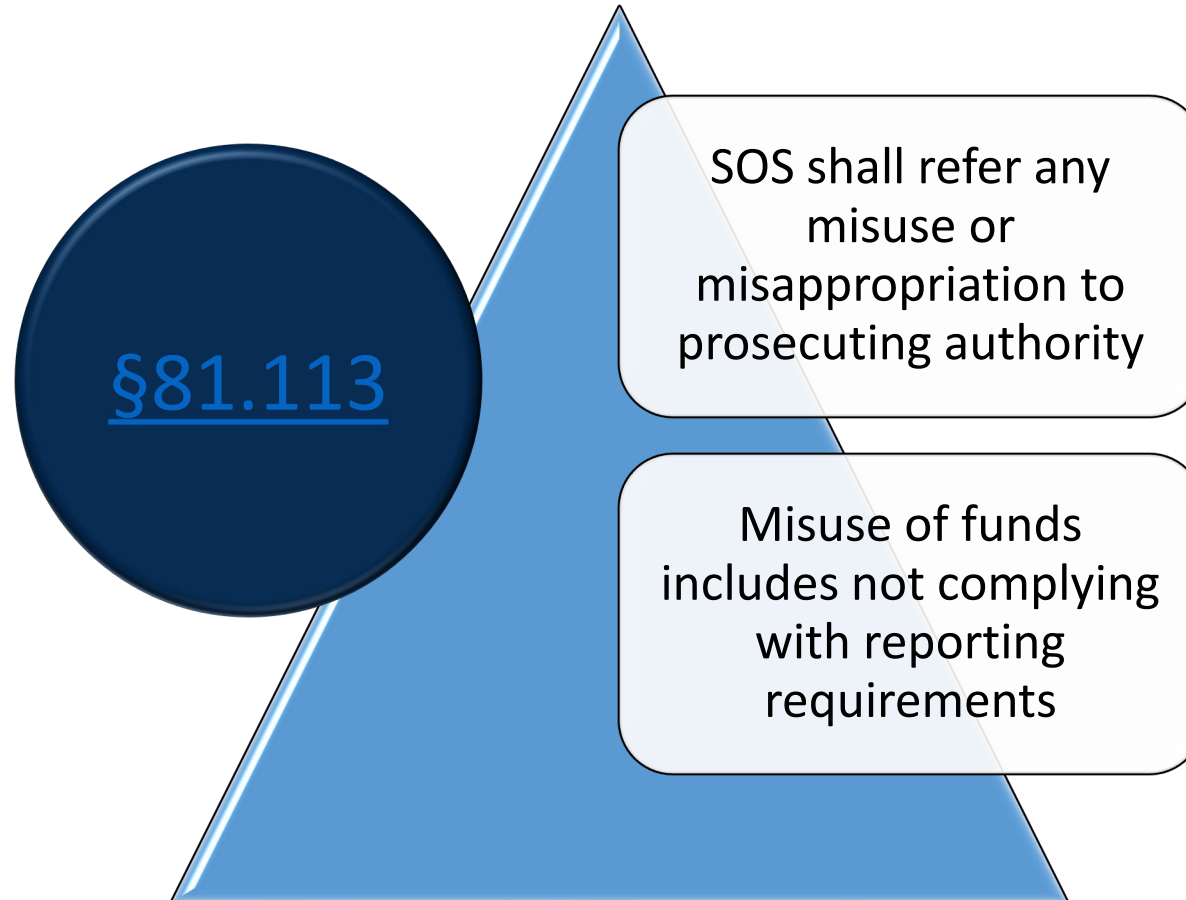 §81.113
SOS shall refer any
misuse or
misappropriation to
prosecuting authority
Misuse of funds
includes not complying
with reporting
requirements